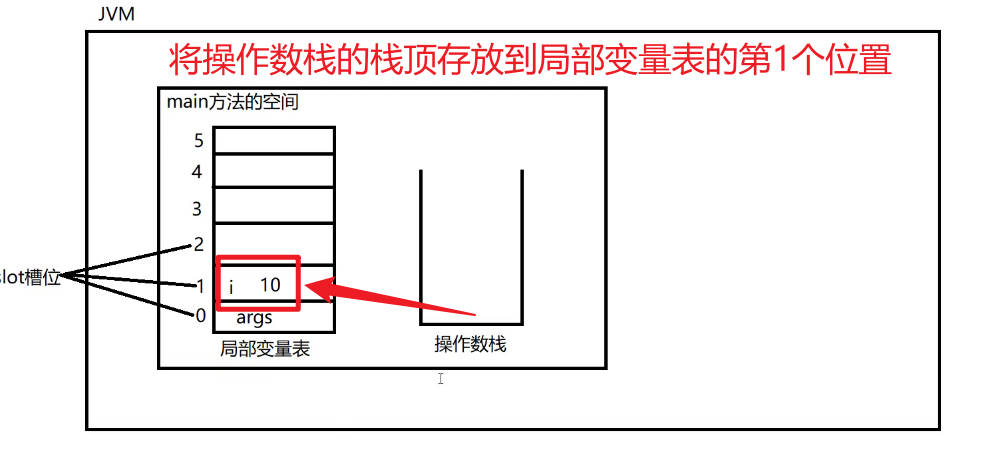 JVM
将操作数栈的栈顶存放到局部变量表的第1个位置
main方法的空间
5
4
3
2
slot槽位
1
i 10
0
args
局部变量表
操作数栈